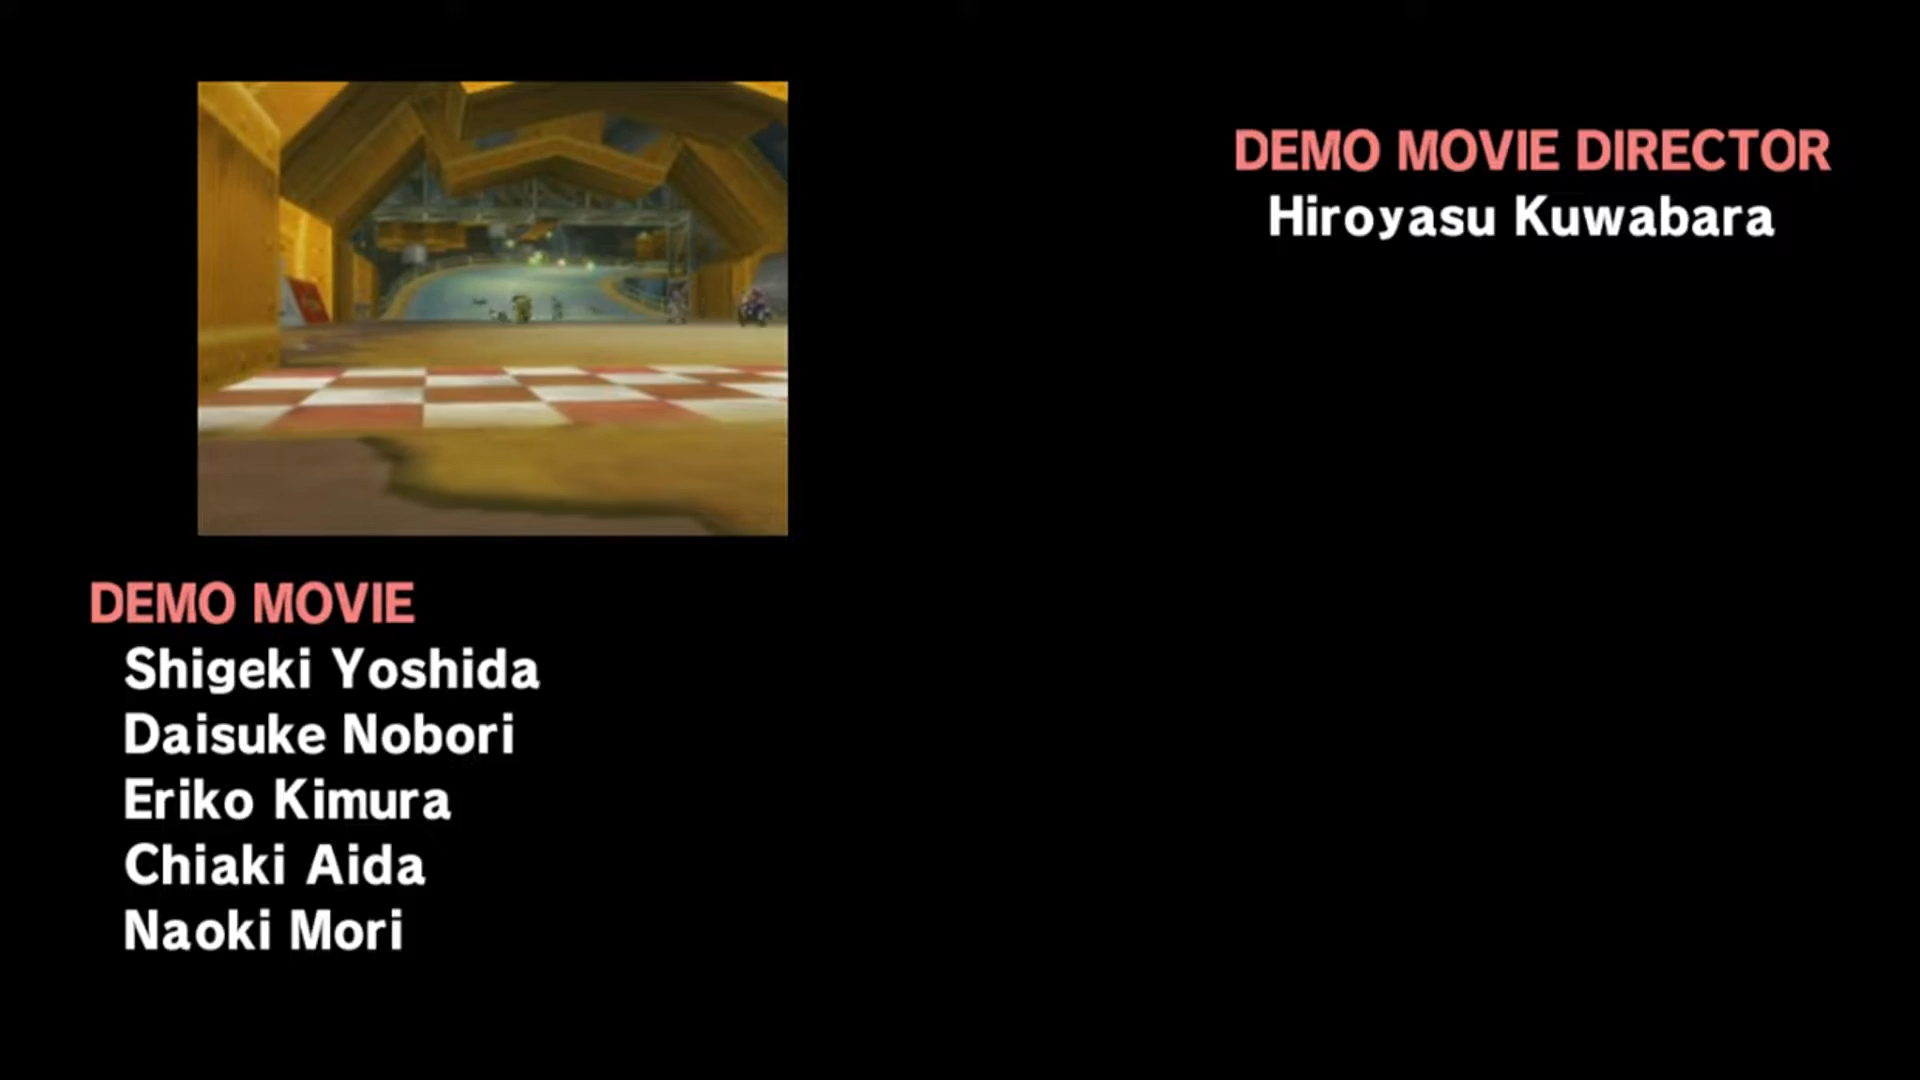 DEMO MOVIE DIRECTOR
Hiroyasu Kuwabara
DEMO MOVIE
Shigeki Yoshida
Daisuke Nobori
Eriko Kimura
Chiaki Aida
Naoki Mori